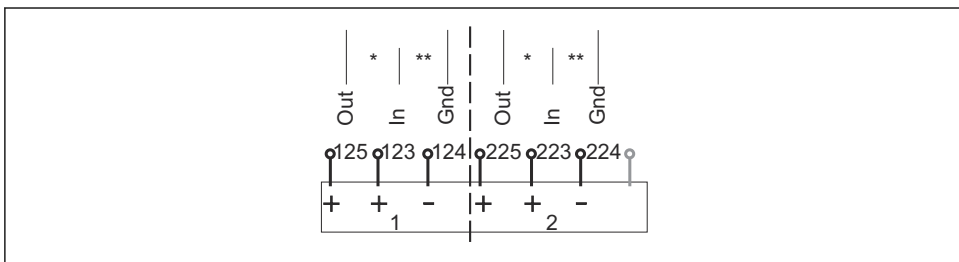 * ** * **
Out In Gnd Out In Gnd
125 123 124 225 223 224
+ + - + + -
1 2